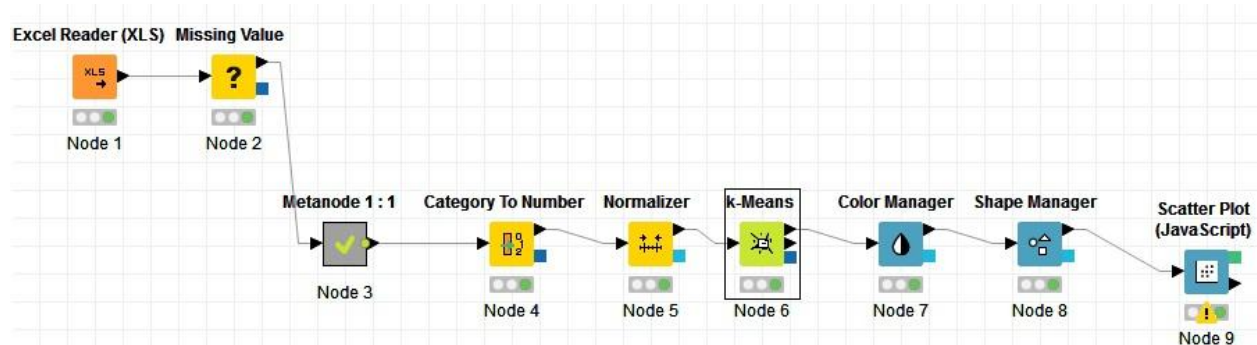 Excel Reader (XLS) Missing Value
XLS
?
Node 1 Node 2
Metanode 1 : 1 Category To Number Normalizer k-Means Color Manager Shape Manager Scatter Plot
(JavaScript)
0
2
Node 3
Node 4 Node 5 Node 6 Node 7 Node 8
!
Node 9